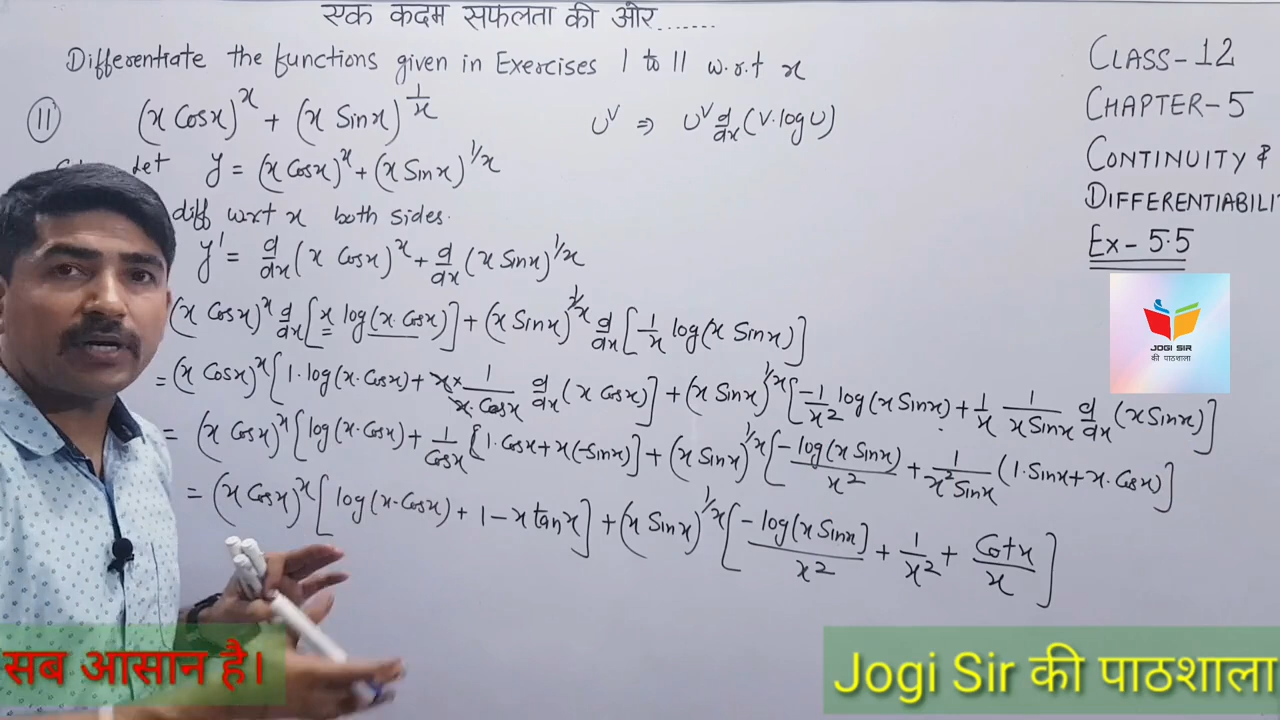 एक कदम सफलता की ओर.......
Differentiate the functions given in Exercises 1 to 11 w.r.t x
(11) (x Cosx)^x + (x Sinx)^1/x
U^V ⇒ U^V d/dx (V.logU)
Let y = (x Cosx)^x + (x Sinx)^1/x
diff wrt x both sides.
y' = d/dx (x Cosx)^x + d/dx (x Sinx)^1/x
(x Cosx)^x d/dx [x log(x.Cosx)] + (x Sinx)^1/x d/dx [1/x log(x Sinx)]
= (x Cosx)^x [1.log(x.Cosx) + x × 1/x.Cosx d/dx (x Cosx)] + (x Sinx)^1/x [-1/x² log(x Sinx) + 1/x 1/xSinx d/dx (x Sinx)]
= (x Cosx)^x [log(x.Cosx) + 1/Cosx [1.Cosx + x(-Sinx)] + (x Sinx)^1/x [-log(x Sinx)/x² + 1/x² Sinx (1.Sinx + x.Cosx)]
= (x Cosx)^x [log(x.Cosx) + 1 - x tanx] + (x Sinx)^1/x [-log(x Sinx]/x² + 1/x² + Cotx/x]
CLASS-12
CHAPTER-5
CONTINUITY &
DIFFERENTIABILI
Ex-5.5
JOGI SIR
की पाठशाला
सब आसान है।
Jogi Sir की पाठशाला